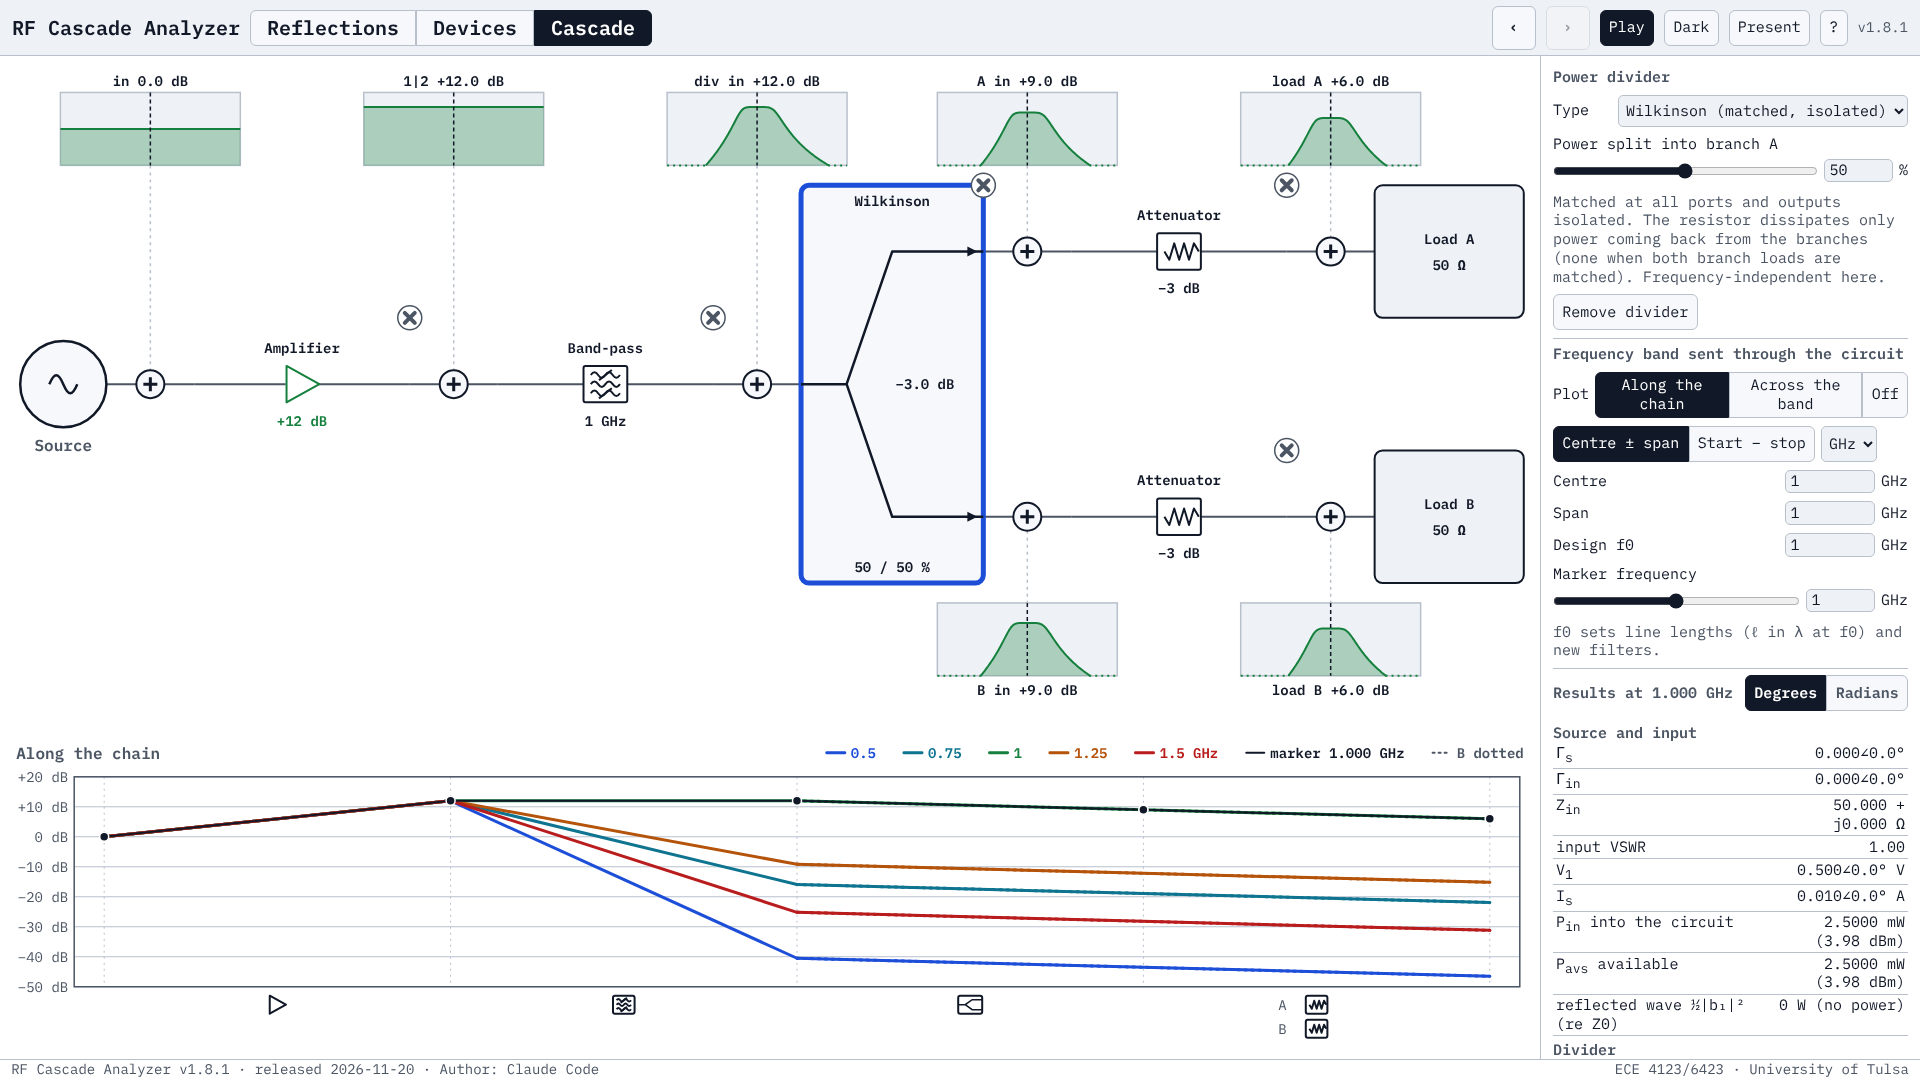 RF Cascade Analyzer Reflections Devices Cascade ‹ › Play Dark Present ? v1.8.1
in 0.0 dB 1|2 +12.0 dB div in +12.0 dB A in +9.0 dB load A +6.0 dB
Wilkinson
Attenuator
Load A
50 Ω
−3 dB
Amplifier
Band-pass
−3.0 dB
+12 dB
1 GHz
Source
Attenuator
Load B
50 Ω
−3 dB
50 / 50 %
B in +9.0 dB load B +6.0 dB
Along the chain 0.5 0.75 1 1.25 1.5 GHz marker 1.000 GHz B dotted
+20 dB
+10 dB
0 dB
−10 dB
−20 dB
−30 dB
−40 dB
−50 dB
A
B
Power divider
Type Wilkinson (matched, isolated)
Power split into branch A
50 %
Matched at all ports and outputs
isolated. The resistor dissipates only
power coming back from the branches
(none when both branch loads are
matched). Frequency-independent here.
Remove divider
Frequency band sent through the circuit
Plot Along the chain Across the band Off
Centre ± span Start − stop GHz
Centre 1 GHz
Span 1 GHz
Design f0 1 GHz
Marker frequency
1 GHz
f0 sets line lengths (ℓ in λ at f0) and
new filters.
Results at 1.000 GHz Degrees Radians
Source and input
Γs 0.000∠0.0°
Γin 0.000∠0.0°
Zin 50.000 +
j0.000 Ω
input VSWR 1.00
V1 0.500∠0.0° V
Is 0.010∠0.0° A
Pin into the circuit 2.5000 mW
(3.98 dBm)
Pavs available 2.5000 mW
(3.98 dBm)
reflected wave ½|b₁|² 0 W (no power)
(re Z0)
Divider
RF Cascade Analyzer v1.8.1 · released 2026-11-20 · Author: Claude Code ECE 4123/6423 · University of Tulsa